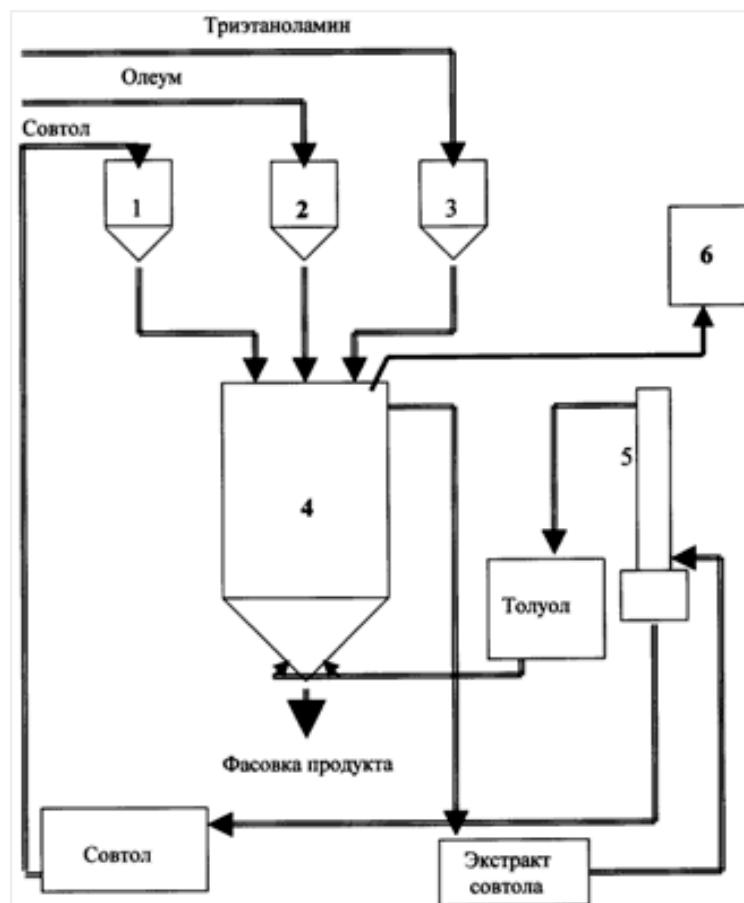 Триэтаноламин
Олеум
Совтол
1
2
3
6
5
4
Толуол
Фасовка продукта
Совтол
Экстракт
совтола